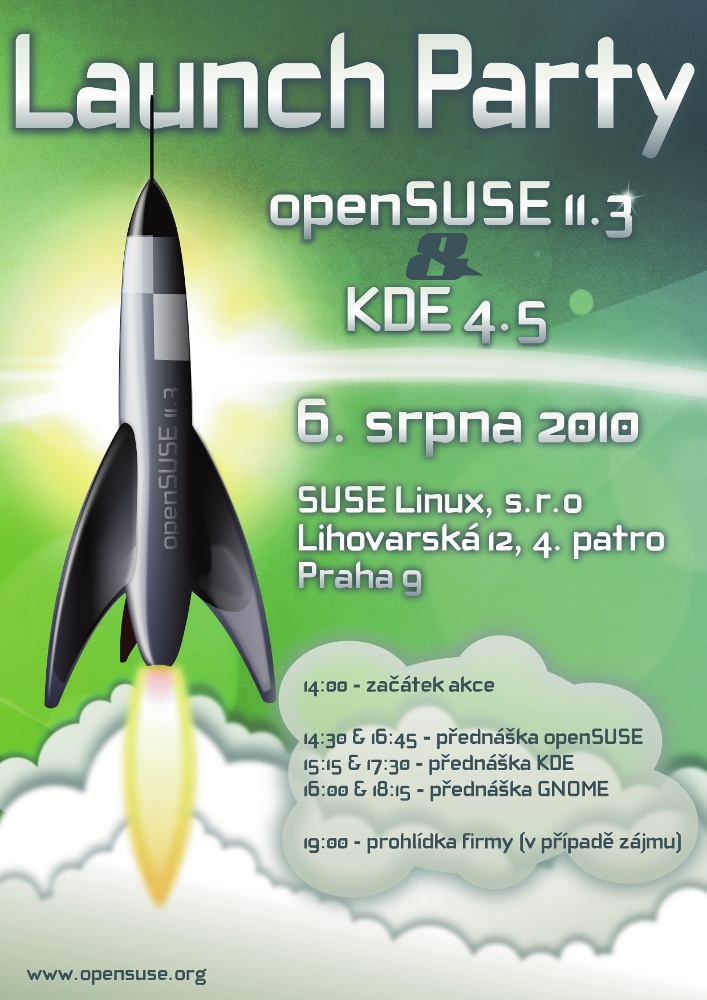 Launch Party
openSUSE 11.3
&
KDE 4.5
6. srpna 2010
SUSE Linux, s.r.o
Lihovarská 12, 4. patro
Praha 9
openSUSE 11.3
14:00 - začátek akce
14:30 & 16:45 - přednáška openSUSE
15:15 & 17:30 - přednáška KDE
16:00 & 18:15 - přednáška GNOME
19:00 - prohlídka firmy (v případě zájmu)
www.opensuse.org